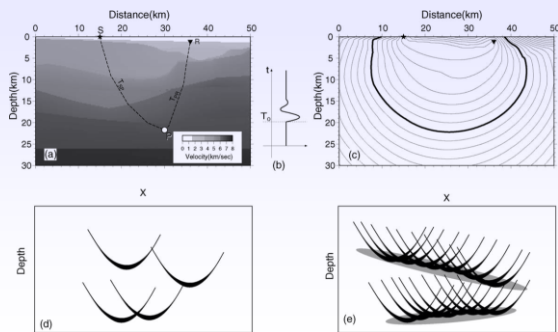 Distance(km)
0 10 20 30 40 50
S
R
0
5
10
15
20
25
30
Depth(km)
(a)
0 1 2 3 4 5 6 7 8
Velocity(km/sec)
t
T₀
(b)
Distance(km)
0 10 20 30 40 50
0
5
10
15
20
25
30
Depth(km)
(c)
X
Depth
(d)
X
Depth
(e)